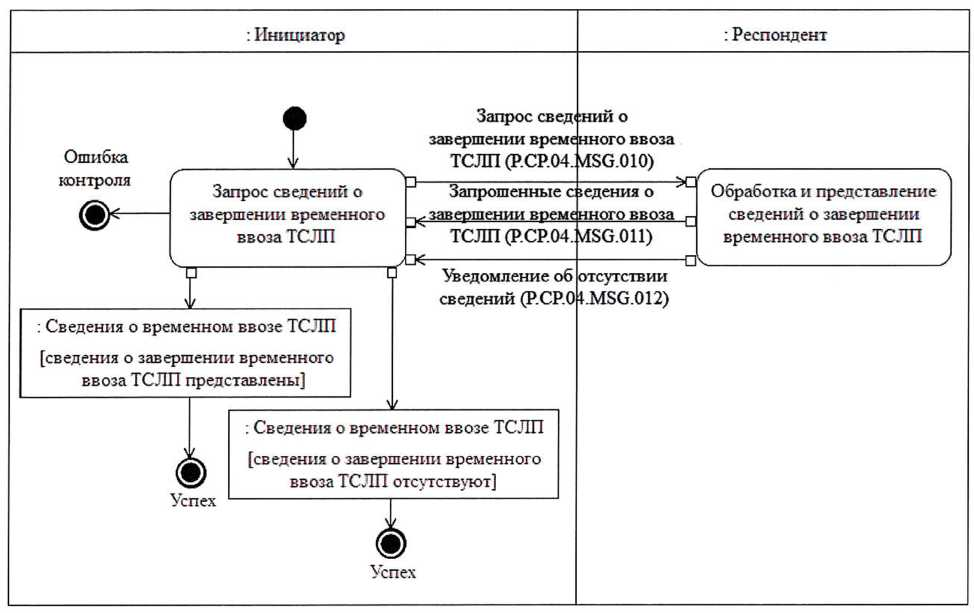 : Инициатор
: Респондент
Запрос сведений о
завершении временного ввоза
ТСЛП (P.CP.04.MSG.010)
Ошибка
контроля
Запрос сведений о
завершении временного
ввоза ТСЛП
Запрошенные сведения о
завершении временного ввоза
ТСЛП (P.CP.04.MSG.011)
Обработка и представление
сведений о завершении
временного ввоза ТСЛП
Уведомление об отсутствии
сведений (P.CP.04.MSG.012)
: Сведения о временном ввозе ТСЛП
[сведения о завершении временного
ввоза ТСЛП представлены]
: Сведения о временном ввозе ТСЛП
[сведения о завершении временного
ввоза ТСЛП отсутствуют]
Успех
Успех